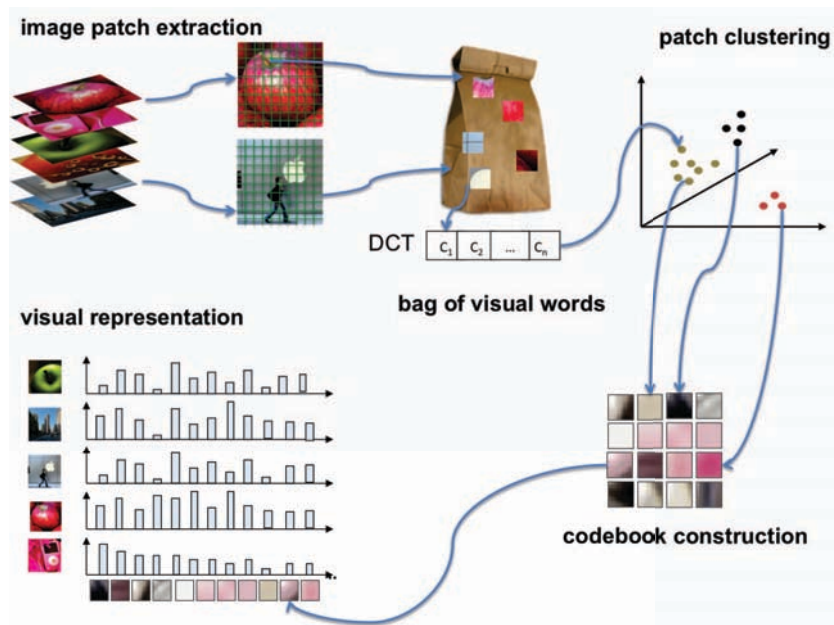 image patch extraction
patch clustering
DCT
C1 C2 ... Cn
bag of visual words
visual representation
codebook construction